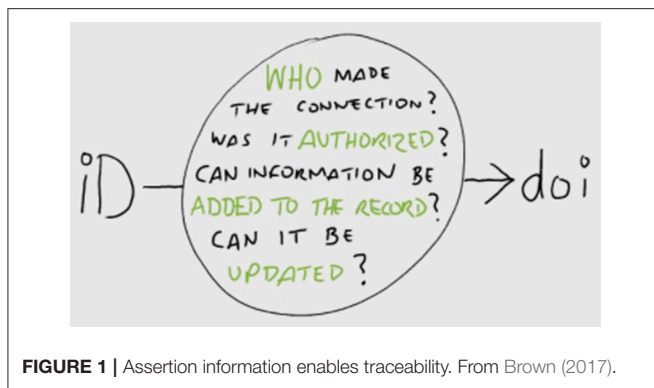 WHO MADE
THE CONNECTION?
WAS IT AUTHORIZED?
iD
CAN INFORMATION BE
doi
ADDED TO THE RECORD?
CAN IT BE
UPDATED?
FIGURE 1 | Assertion information enables traceability. From Brown (2017).